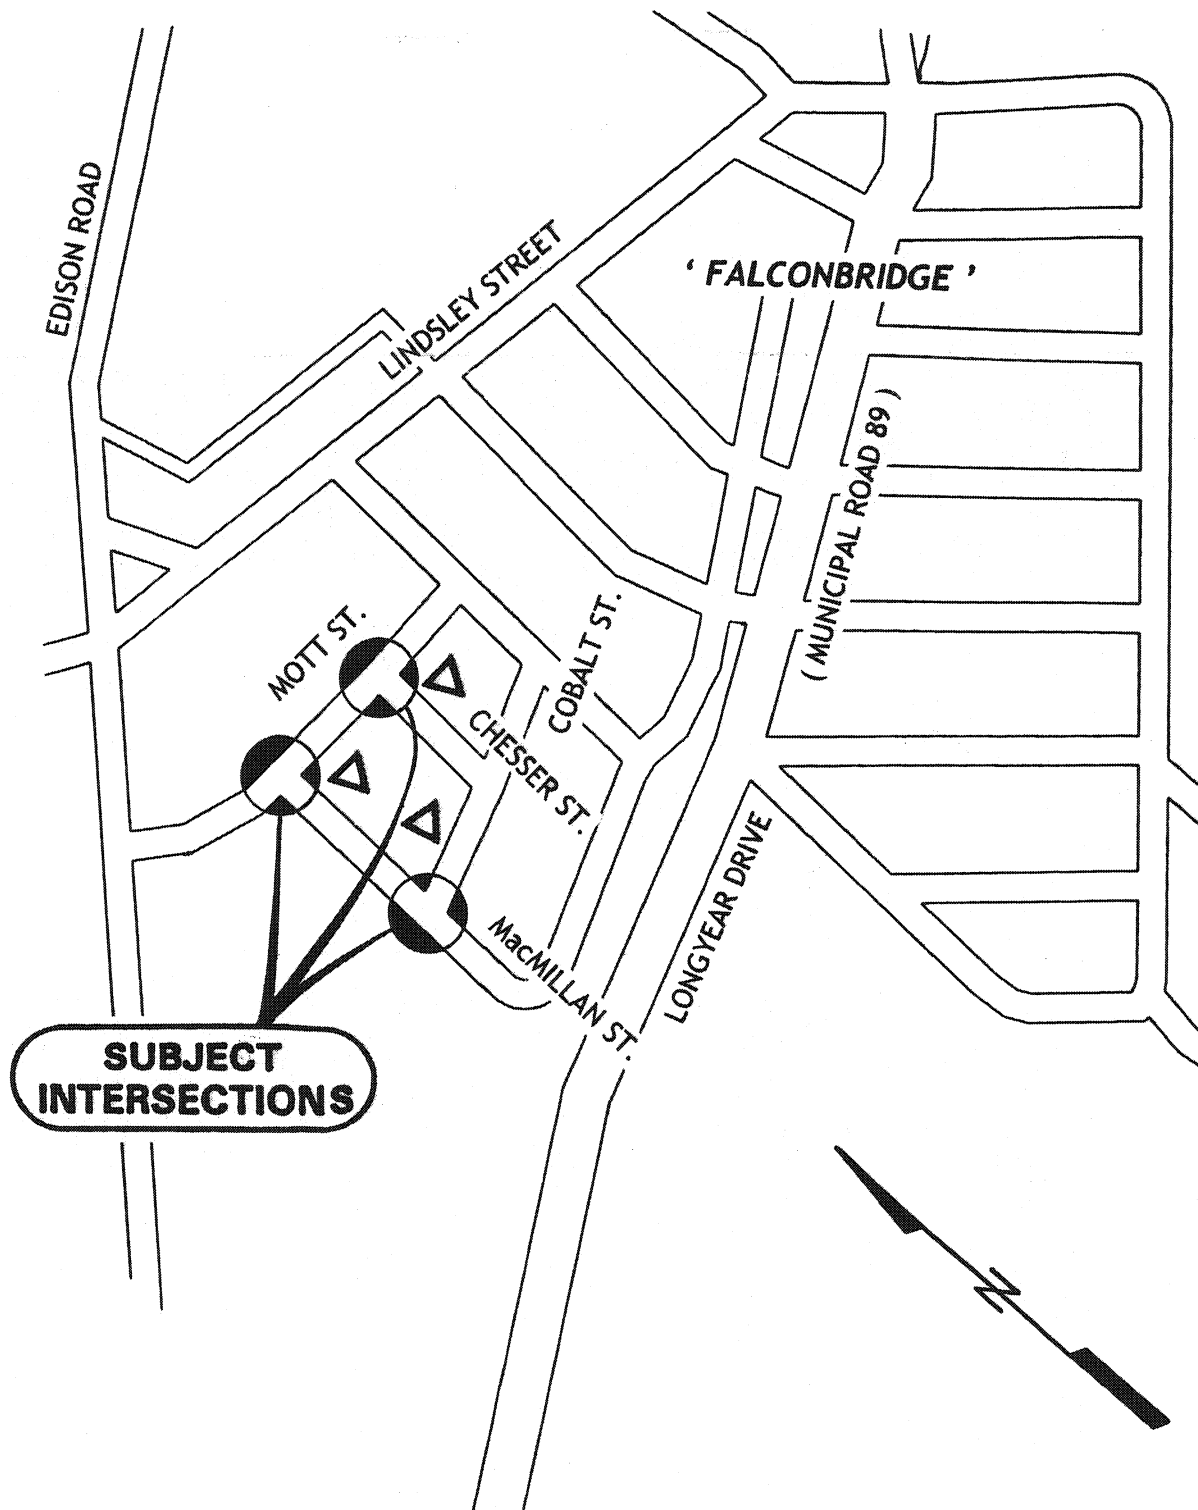 EDISON ROAD
LINDSLEY STREET
‘ FALCONBRIDGE ’
( MUNICIPAL ROAD 89 )
MOTT ST.
COBALT ST.
CHESSER ST.
MacMILLAN ST.
LONGYEAR DRIVE
SUBJECT
INTERSECTIONS
N